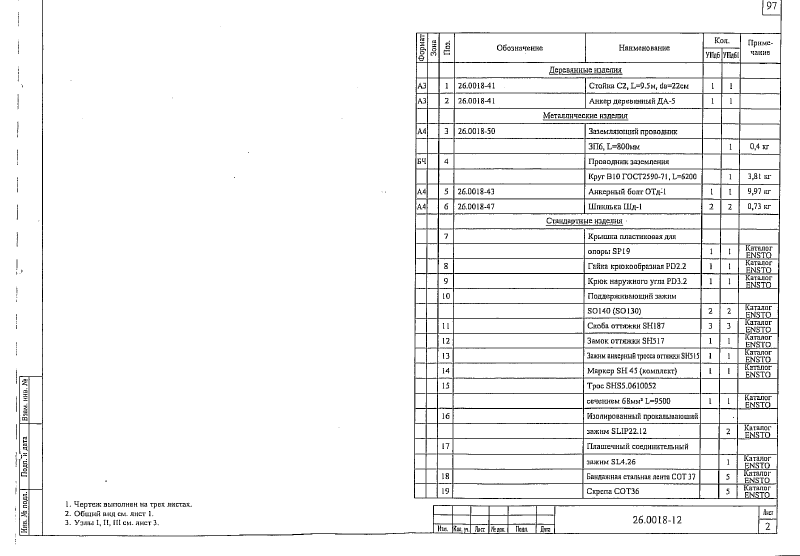 97
Формат Зона Поз. Обозначение Наименование Кол. Приме-
чание
УПдб УПдб1
Деревянные изделия
А3 1 26.0018-41 Стойка С2, L=9.5м, dв=22см 1 1
А3 2 26.0018-41 Анкер деревянный ДА-5 1 1
Металлические изделия
А4 3 26.0018-50 Заземляющий проводник
ЗП6, L=800мм 1 0,4 кг
БЧ 4 Проводник заземления
Круг В10 ГОСТ2590-71, L=6200 1 3,81 кг
А4 5 26.0018-43 Анкерный болт ОТд-1 1 1 9,97 кг
А4 6 26.0018-47 Шпилька Шд-1 2 2 0,73 кг
Стандартные изделия
7 Крышка пластиковая для
опоры SP19 1 1 Каталог ENSTO
8 Гайка крюкообразная PD2.2 1 1 Каталог ENSTO
9 Крюк наружного угла PD3.2 1 1 Каталог ENSTO
10 Поддерживающий зажим
SO140 (SO130) 2 2 Каталог ENSTO
11 Скоба оттяжки SH187 3 3 Каталог ENSTO
12 Замок оттяжки SH517 1 1 Каталог ENSTO
13 Зажим анкерный тросса оттяжки SH515 1 1 Каталог ENSTO
14 Маркер SH 45 (комплект) 1 1 Каталог ENSTO
15 Трос SHS5.0610052
сечением 68мм² L=9500 1 1 Каталог ENSTO
16 Изолированный прокалывающий
зажим SLIP22.12 2 Каталог ENSTO
17 Плашечный соединительный
зажим SL4.26 1 Каталог ENSTO
18 Бандажная стальная лента COT 37 5 Каталог ENSTO
19 Скрепа COT36 5 Каталог ENSTO
Взам. инв. №
Подп. и дата
Инв. № подл.
1. Чертеж выполнен на трех листах.
2. Общий вид см. лист 1.
3. Узлы I, II, III см. лист 3.
Изм. Кол. уч. Лист № док. Подп. Дата
26.0018-12
Лист
2